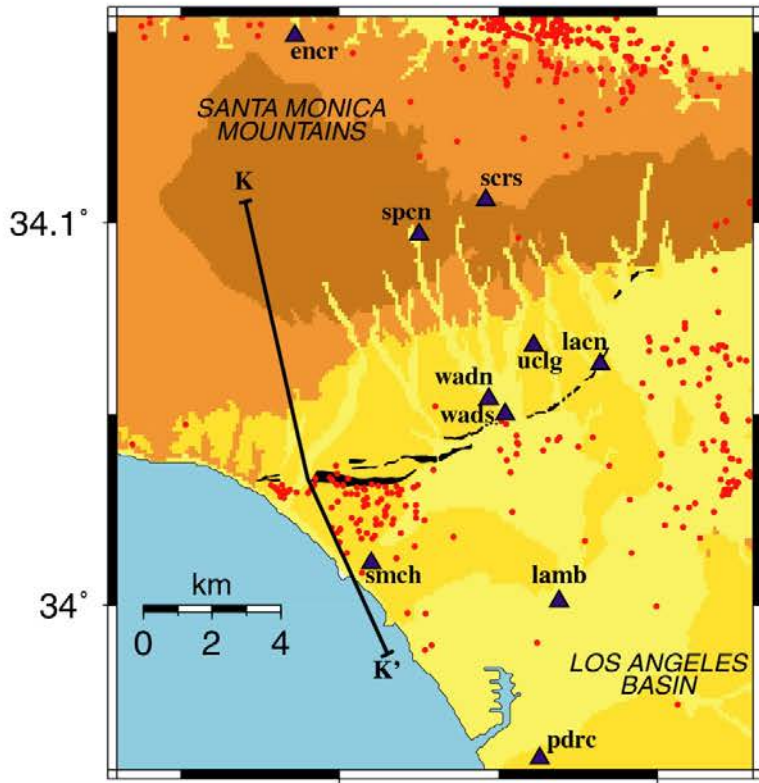 encr
SANTA MONICA
MOUNTAINS
K
scrs
spcn
34.1°
uclg
lacn
wadn
wads
km
0 2 4
smch
lamb
34°
K’
LOS ANGELES
BASIN
pdrc